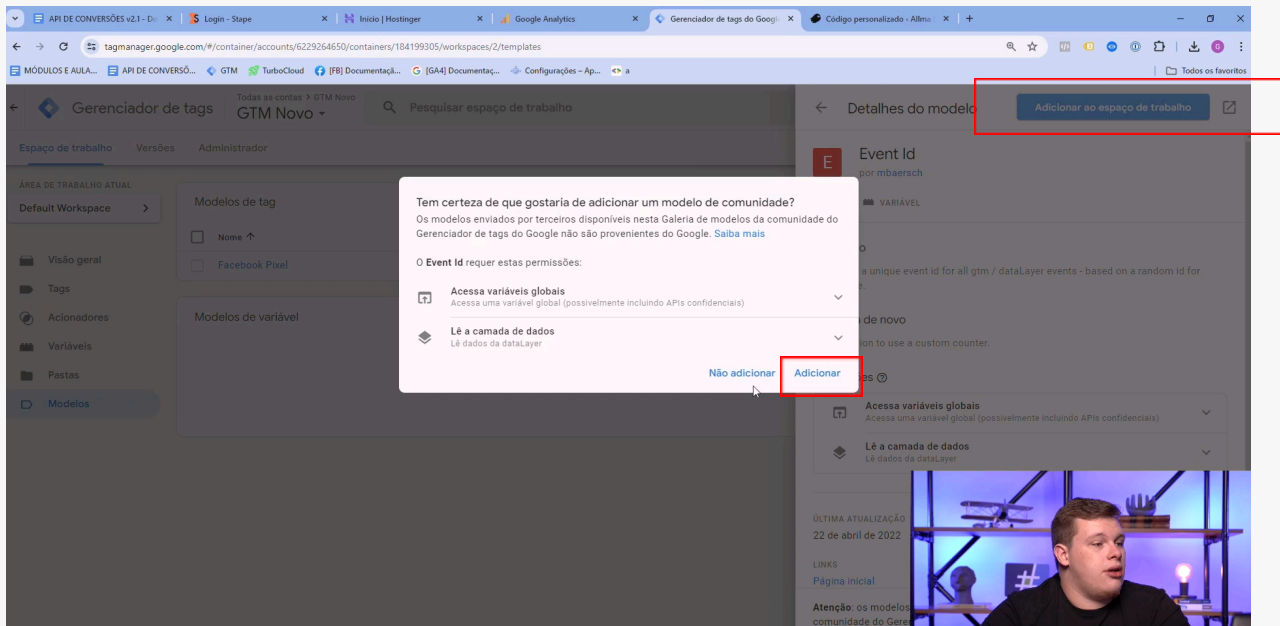 API DE CONVERSÕES v2.1 - Do
Login - Stape
Início | Hostinger
Google Analytics
Gerenciador de tags do Googl
Código personalizado ‹ Allma
tagmanager.google.com/#/container/accounts/6229264650/containers/184199305/workspaces/2/templates
MÓDULOS E AULA...
API DE CONVERSÕ...
GTM
TurboCloud
[FB] Documentaçã...
[GA4] Documentaç...
Configurações – Ap...
a
Todos os favoritos
Gerenciador de tags
Todas as contas > GTM Novo
GTM Novo
Pesquisar espaço de trabalho
Espaço de trabalho
Versões
Administrador
ÁREA DE TRABALHO ATUAL
Default Workspace
Visão geral
Tags
Acionadores
Variáveis
Pastas
Modelos
Modelos de tag
Nome
Facebook Pixel
Modelos de variável
Tem certeza de que gostaria de adicionar um modelo de comunidade?
Os modelos enviados por terceiros disponíveis nesta Galeria de modelos da comunidade do
Gerenciador de tags do Google não são provenientes do Google. Saiba mais
O Event Id requer estas permissões:
Acessa variáveis globais
Acessa uma variável global (possivelmente incluindo APIs confidenciais)
Lê a camada de dados
Lê dados da dataLayer
Não adicionar
Adicionar
Detalhes do modelo
Adicionar ao espaço de trabalho
E
Event Id
por mbaersch
VARIÁVEL
a unique event id for all gtm / dataLayer events - based on a random id for
de novo
ion to use a custom counter.
Acessa variáveis globais
Acessa uma variável global (possivelmente incluindo APIs confidenciais)
Lê a camada de dados
Lê dados da dataLayer
ÚLTIMA ATUALIZAÇÃO
22 de abril de 2022
LINKS
Página inicial
Atenção: os modelos
comunidade do Geren